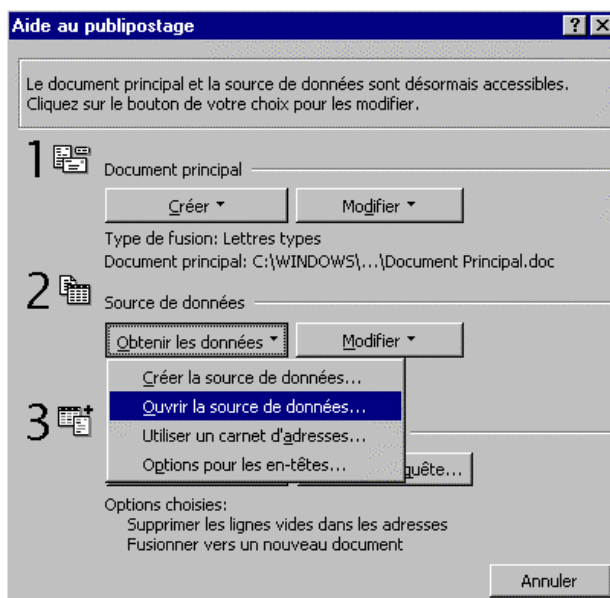 Aide au publipostage
Le document principal et la source de données sont désormais accessibles.
Cliquez sur le bouton de votre choix pour les modifier.
1
Document principal
Créer
Modifier
Type de fusion: Lettres types
Document principal: C:\WINDOWS\...\Document Principal.doc
2
Source de données
Obtenir les données
Modifier
Créer la source de données...
Ouvrir la source de données...
3
Utiliser un carnet d'adresses...
Options pour les en-têtes...
quête...
Options choisies:
Supprimer les lignes vides dans les adresses
Fusionner vers un nouveau document
Annuler